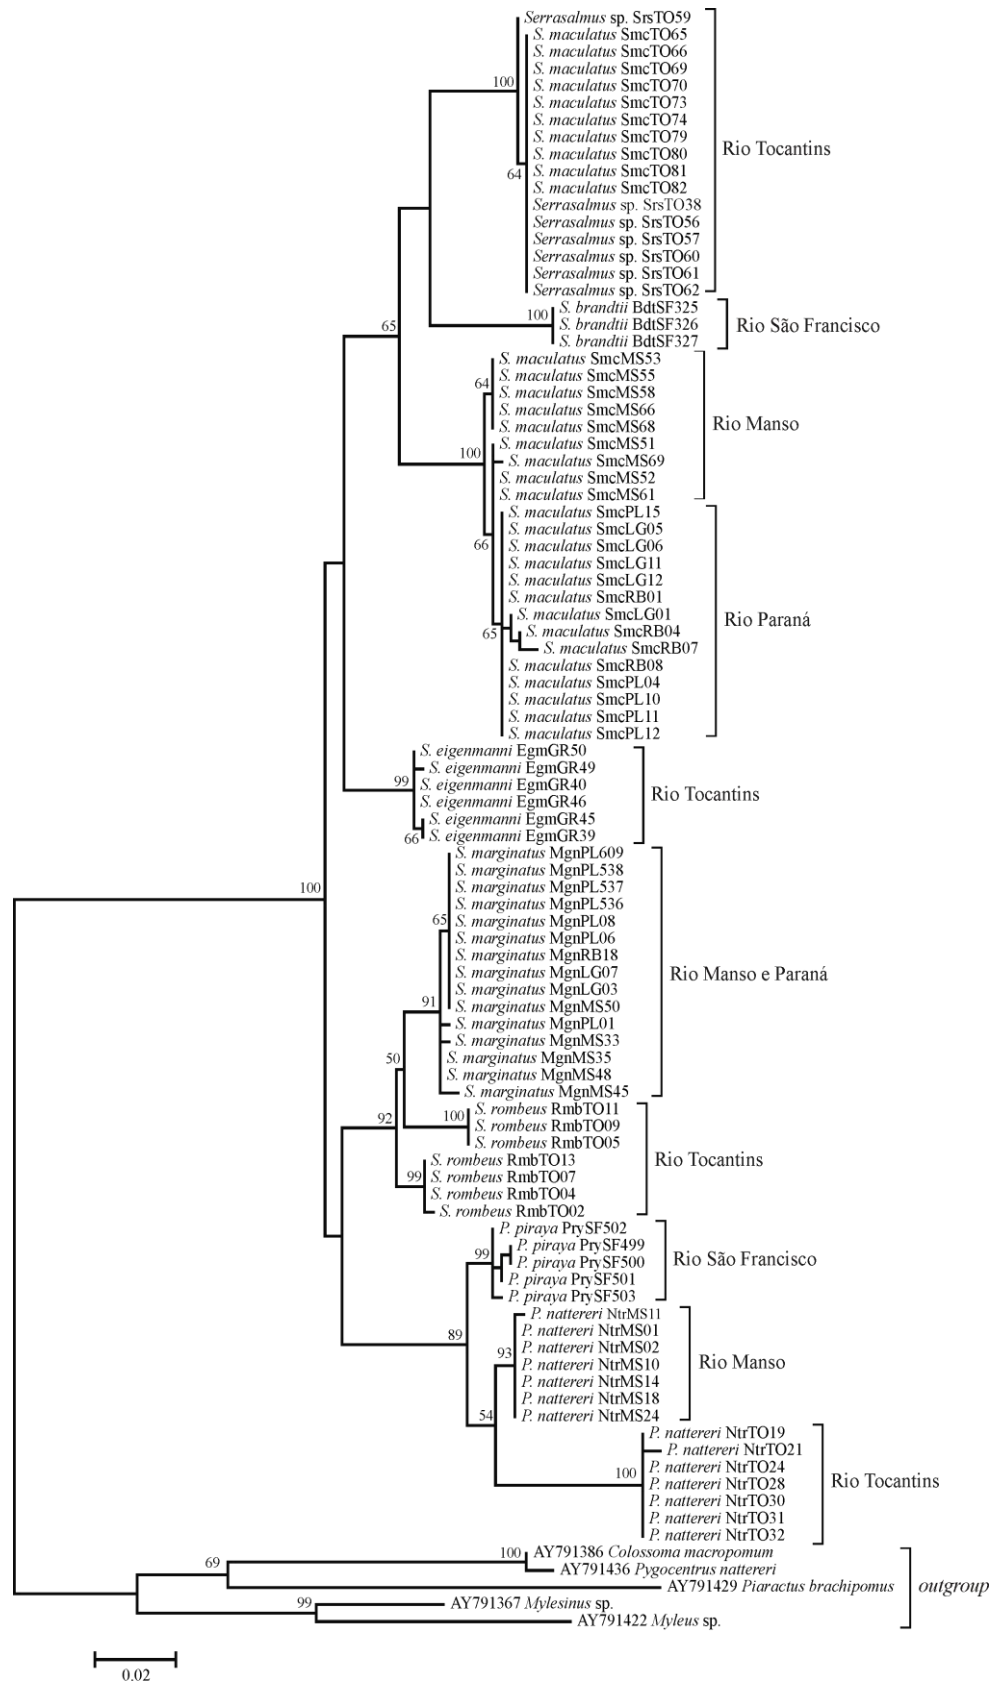 Serrasalmus sp. SrsTO59
S. maculatus SmcTO65
S. maculatus SmcTO66
S. maculatus SmcTO69
100
S. maculatus SmcTO70
S. maculatus SmcTO73
S. maculatus SmcTO74
S. maculatus SmcTO79
Rio Tocantins
S. maculatus SmcTO80
S. maculatus SmcTO81
64
S. maculatus SmcTO82
Serrasalmus sp. SrsTO38
Serrasalmus sp. SrsTO56
Serrasalmus sp. SrsTO57
Serrasalmus sp. SrsTO60
Serrasalmus sp. SrsTO61
Serrasalmus sp. SrsTO62
S. brandtii BdtSF325
100
S. brandtii BdtSF326
Rio São Francisco
65
S. brandtii BdtSF327
S. maculatus SmcMS53
S. maculatus SmcMS55
64
S. maculatus SmcMS58
S. maculatus SmcMS66
Rio Manso
S. maculatus SmcMS68
S. maculatus SmcMS51
100
S. maculatus SmcMS69
S. maculatus SmcMS52
S. maculatus SmcMS61
S. maculatus SmcPL15
S. maculatus SmcLG05
66
S. maculatus SmcLG06
S. maculatus SmcLG11
S. maculatus SmcLG12
S. maculatus SmcRB01
S. maculatus SmcLG01
Rio Paraná
65
S. maculatus SmcRB04
S. maculatus SmcRB07
S. maculatus SmcRB08
S. maculatus SmcPL04
S. maculatus SmcPL10
S. maculatus SmcPL11
S. maculatus SmcPL12
S. eigenmanni EgmGR50
S. eigenmanni EgmGR49
99
S. eigenmanni EgmGR40
Rio Tocantins
S. eigenmanni EgmGR46
S. eigenmanni EgmGR45
66
S. eigenmanni EgmGR39
S. marginatus MgnPL609
S. marginatus MgnPL538
100
S. marginatus MgnPL537
S. marginatus MgnPL536
65
S. marginatus MgnPL08
S. marginatus MgnPL06
S. marginatus MgnRB18
S. marginatus MgnLG07
Rio Manso e Paraná
S. marginatus MgnLG03
91
S. marginatus MgnMS50
S. marginatus MgnPL01
S. marginatus MgnMS33
50
S. marginatus MgnMS35
S. marginatus MgnMS48
S. marginatus MgnMS45
S. rombeus RmbTO11
92
100
S. rombeus RmbTO09
S. rombeus RmbTO05
S. rombeus RmbTO13
Rio Tocantins
99
S. rombeus RmbTO07
S. rombeus RmbTO04
S. rombeus RmbTO02
P. piraya PrySF502
P. piraya PrySF499
99
P. piraya PrySF500
Rio São Francisco
P. piraya PrySF501
P. piraya PrySF503
P. nattereri NtrMS11
89
P. nattereri NtrMS01
P. nattereri NtrMS02
93
P. nattereri NtrMS10
Rio Manso
P. nattereri NtrMS14
P. nattereri NtrMS18
54
P. nattereri NtrMS24
P. nattereri NtrTO19
P. nattereri NtrTO21
100
P. nattereri NtrTO24
P. nattereri NtrTO28
Rio Tocantins
P. nattereri NtrTO30
P. nattereri NtrTO31
P. nattereri NtrTO32
100
AY791386 Colossoma macropomum
69
AY791436 Pygocentrus nattereri
AY791429 Piaractus brachipomus
outgroup
99
AY791367 Mylesinus sp.
AY791422 Myleus sp.
0.02